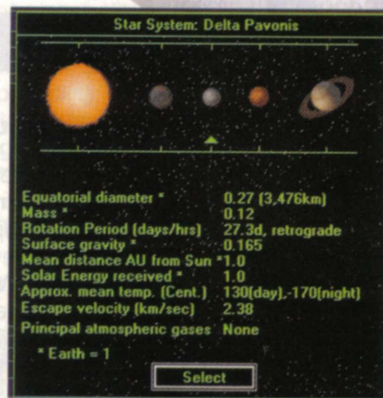 Star System: Delta Pavonis
Equatorial diameter * 0.27 (3,476km)
Mass * 0.12
Rotation Period (days/hrs) 27.3d, retrograde
Surface gravity * 0.165
Mean distance AU from Sun * 1.0
Solar Energy received * 1.0
Approx. mean temp. (Cent.) 130(day),-170(night)
Escape velocity (km/sec) 2.38
Principal atmospheric gases None
* Earth = 1
Select